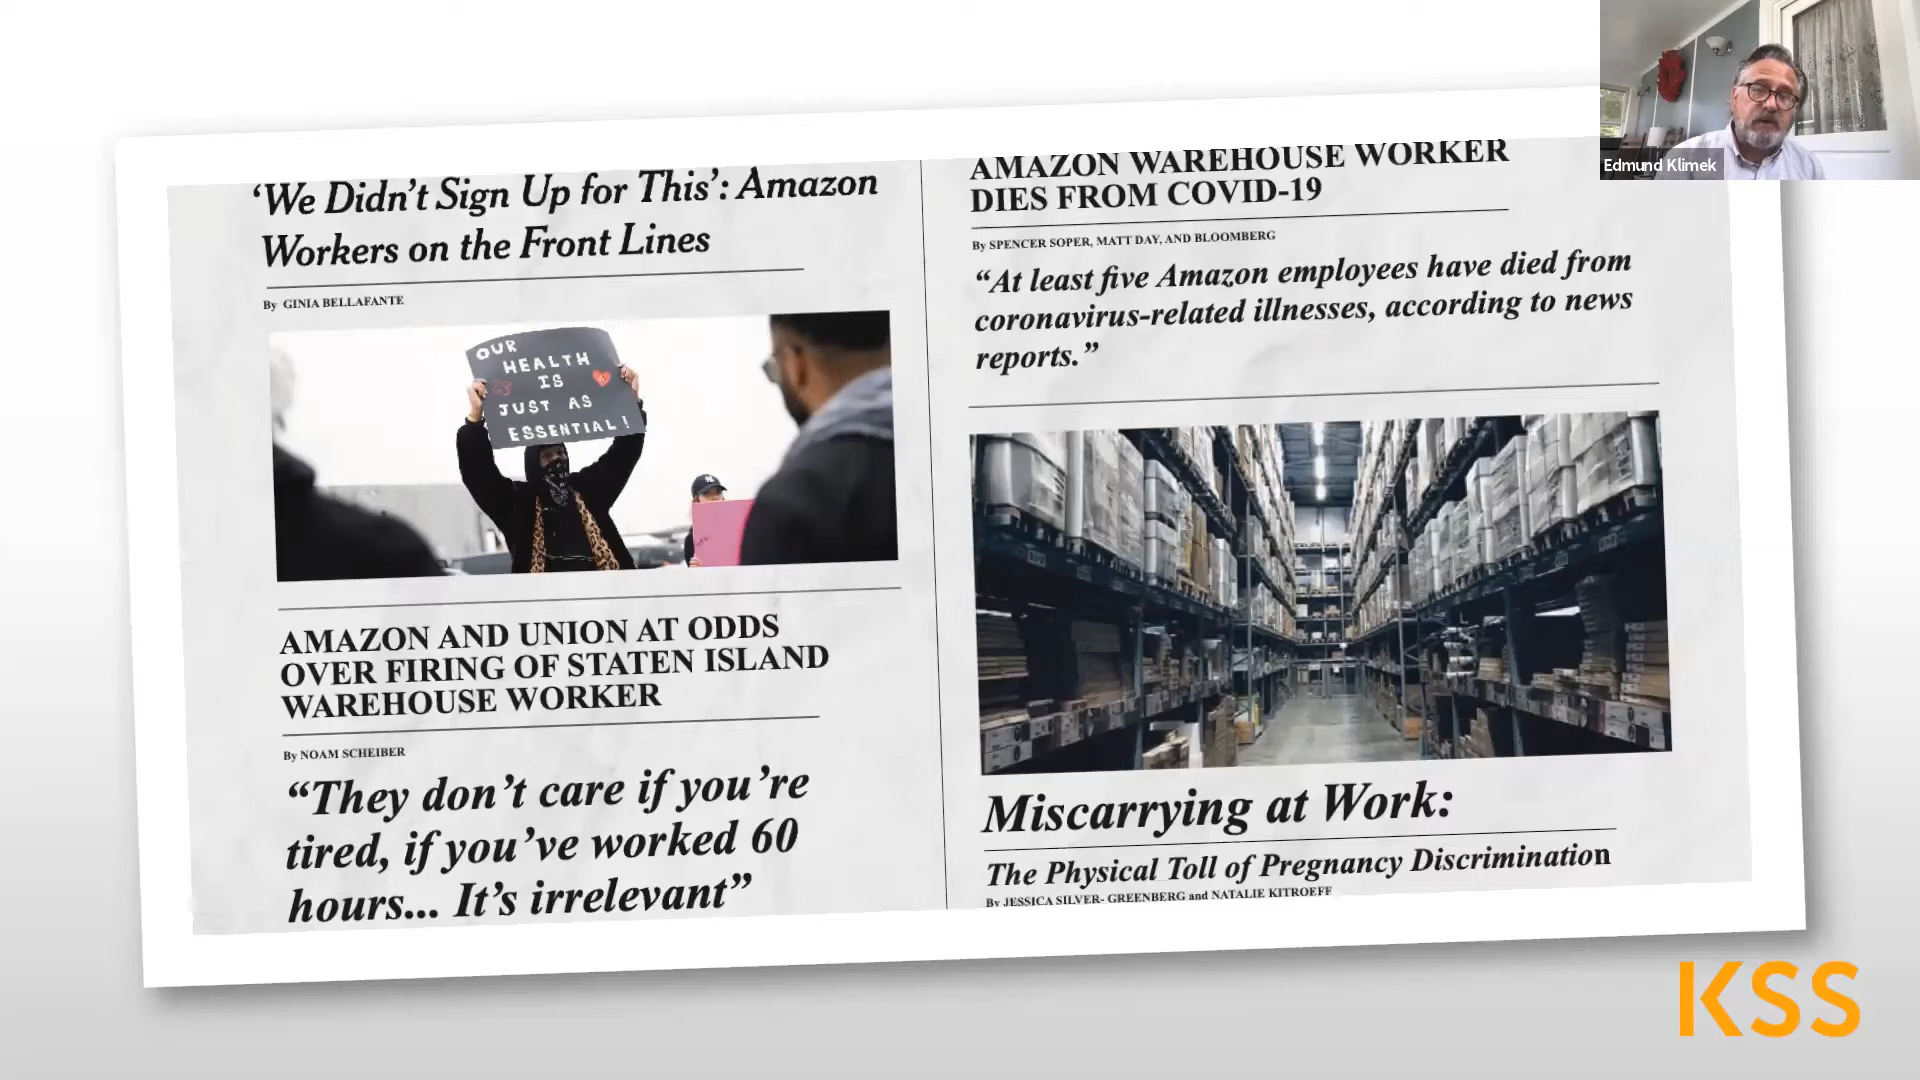 ‘We Didn’t Sign Up for This’: Amazon
Workers on the Front Lines
By GINIA BELLAFANTE
OUR
HEALTH
IS
JUST AS
ESSENTIAL!
AMAZON AND UNION AT ODDS
OVER FIRING OF STATEN ISLAND
WAREHOUSE WORKER
By NOAM SCHEIBER
“They don’t care if you’re
tired, if you’ve worked 60
hours... It’s irrelevant”
AMAZON WAREHOUSE WORKER
DIES FROM COVID-19
By SPENCER SOPER, MATT DAY, AND BLOOMBERG
“At least five Amazon employees have died from
coronavirus-related illnesses, according to news
reports.”
Miscarrying at Work:
The Physical Toll of Pregnancy Discrimination
By JESSICA SILVER- GREENBERG and NATALIE KITROEFF
Edmund Klimek
KSS